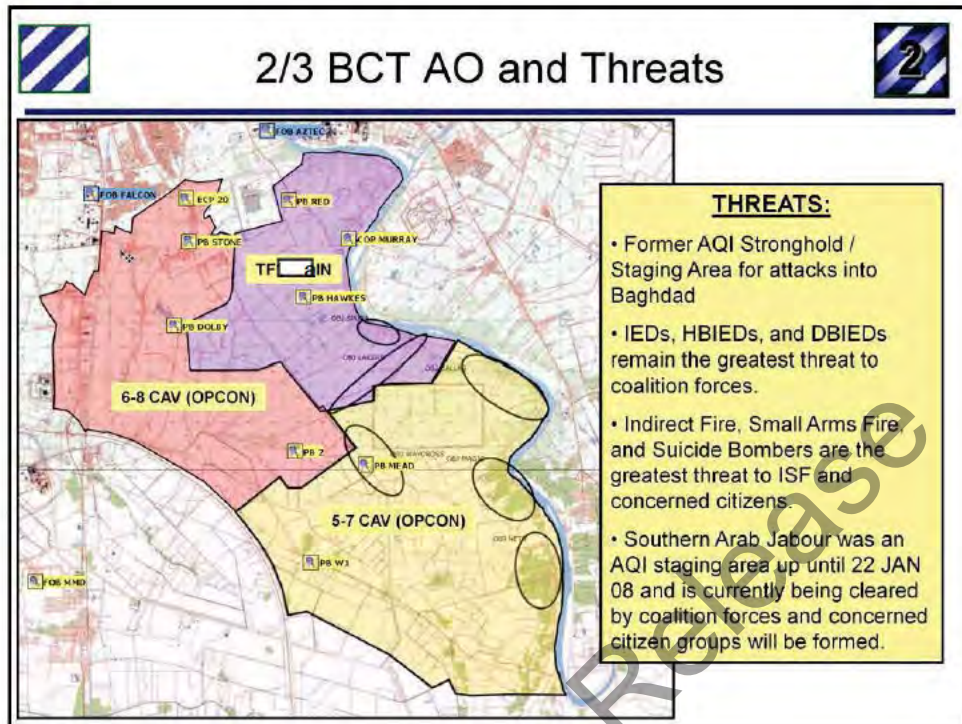 2/3 BCT AO and Threats
2
FOB AZTEC
FOB FALCON
ECP 20
PB RED
PB STONE
COP MURRAY
TF aIN
PB HAWKES
PB DOLBY
6-8 CAV (OPCON)
PB 2
PB MEAD
5-7 CAV (OPCON)
PB W1
THREATS:
• Former AQI Stronghold /
Staging Area for attacks into
Baghdad
• IEDs, HBIEDs, and DBIEDs
remain the greatest threat to
coalition forces.
• Indirect Fire, Small Arms Fire,
and Suicide Bombers are the
greatest threat to ISF and
concerned citizens.
• Southern Arab Jabour was an
AQI staging area up until 22 JAN
08 and is currently being cleared
by coalition forces and concerned
citizen groups will be formed.
Release